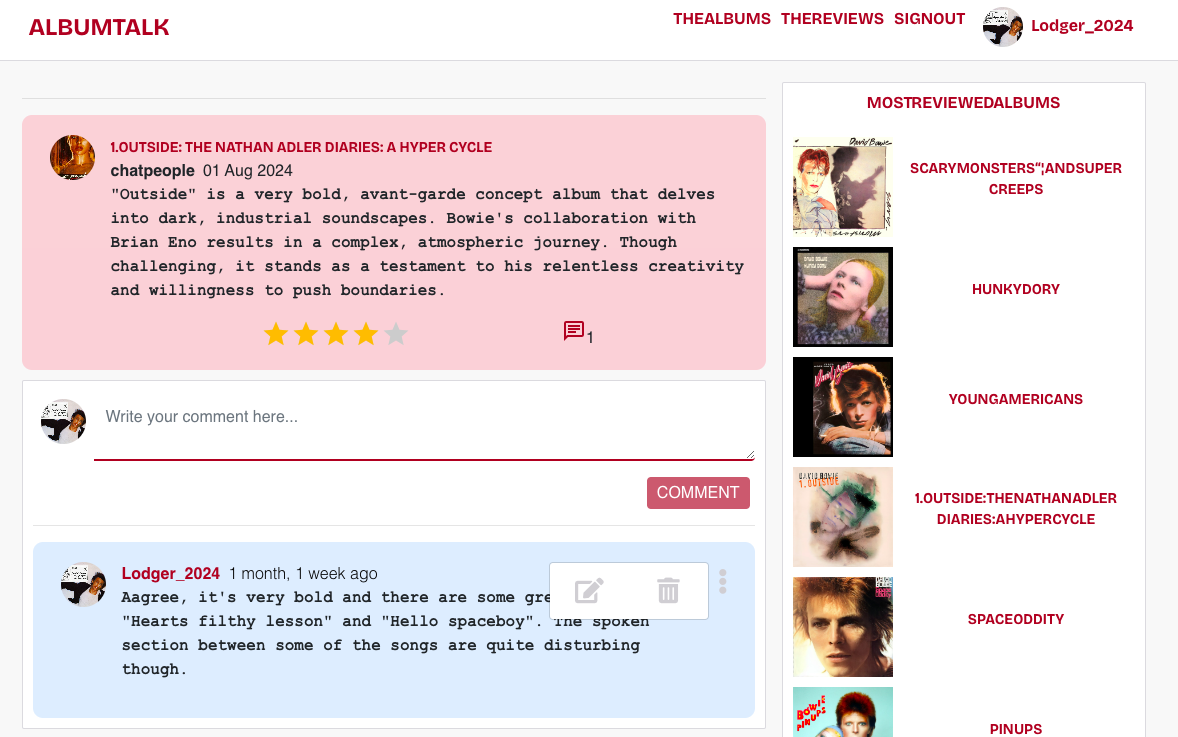 ALBUMTALK
THEALBUMS THEREVIEWS SIGNOUT Lodger_2024
1.OUTSIDE: THE NATHAN ADLER DIARIES: A HYPER CYCLE
chatpeople 01 Aug 2024
"Outside" is a very bold, avant-garde concept album that delves
into dark, industrial soundscapes. Bowie's collaboration with
Brian Eno results in a complex, atmospheric journey. Though
challenging, it stands as a testament to his relentless creativity
and willingness to push boundaries.
1
Write your comment here...
COMMENT
Lodger_2024 1 month, 1 week ago
Aagree, it's very bold and there are some gre
"Hearts filthy lesson" and "Hello spaceboy". The spoken
section between some of the songs are quite disturbing
though.
MOSTREVIEWEDALBUMS
David Bowie
SCARYMONSTERS“¦ANDSUPER
CREEPS
HUNKYDORY
YOUNGAMERICANS
DAVID BOWIE
1.OUTSIDE
1.OUTSIDE:THENATHANADLER
DIARIES:AHYPERCYCLE
SPACEODDITY
BOWIE
PINUPS
PINUPS